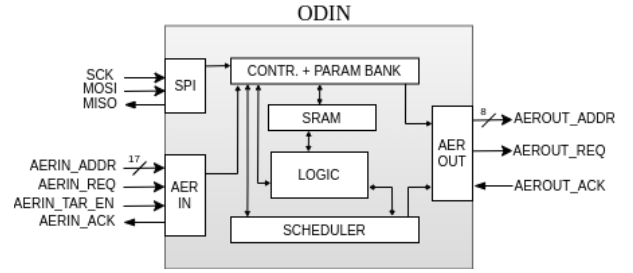 ODIN
SCK
MOSI
MISO
SPI
CONTR. + PARAM BANK
SRAM
LOGIC
SCHEDULER
AERIN_ADDR
17
AERIN_REQ
AERIN_TAR_EN
AERIN_ACK
AER
IN
AER
OUT
8
AEROUT_ADDR
AEROUT_REQ
AEROUT_ACK